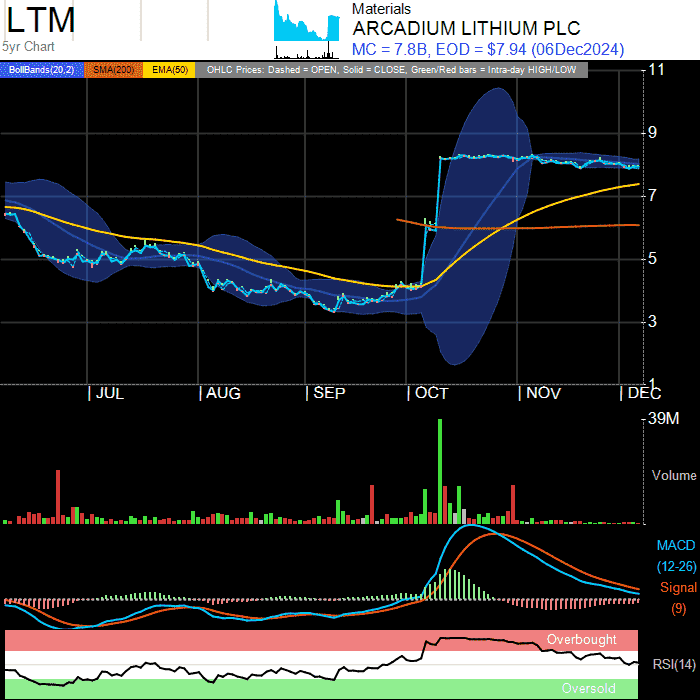 LTM
5yr Chart
Materials
ARCADIUM LITHIUM PLC
MC = 7.8B, EOD = $7.94 (06Dec2024)
BollBands(20,2) SMA(200) EMA(50) OHLC Prices: Dashed = OPEN, Solid = CLOSE, Green/Red bars = Intra-day HIGH/LOW
11
9
7
5
3
1
| JUL | AUG | SEP | OCT | NOV | DEC
39M
Volume
MACD
(12-26)
Signal
(9)
Overbought
RSI(14)
Oversold